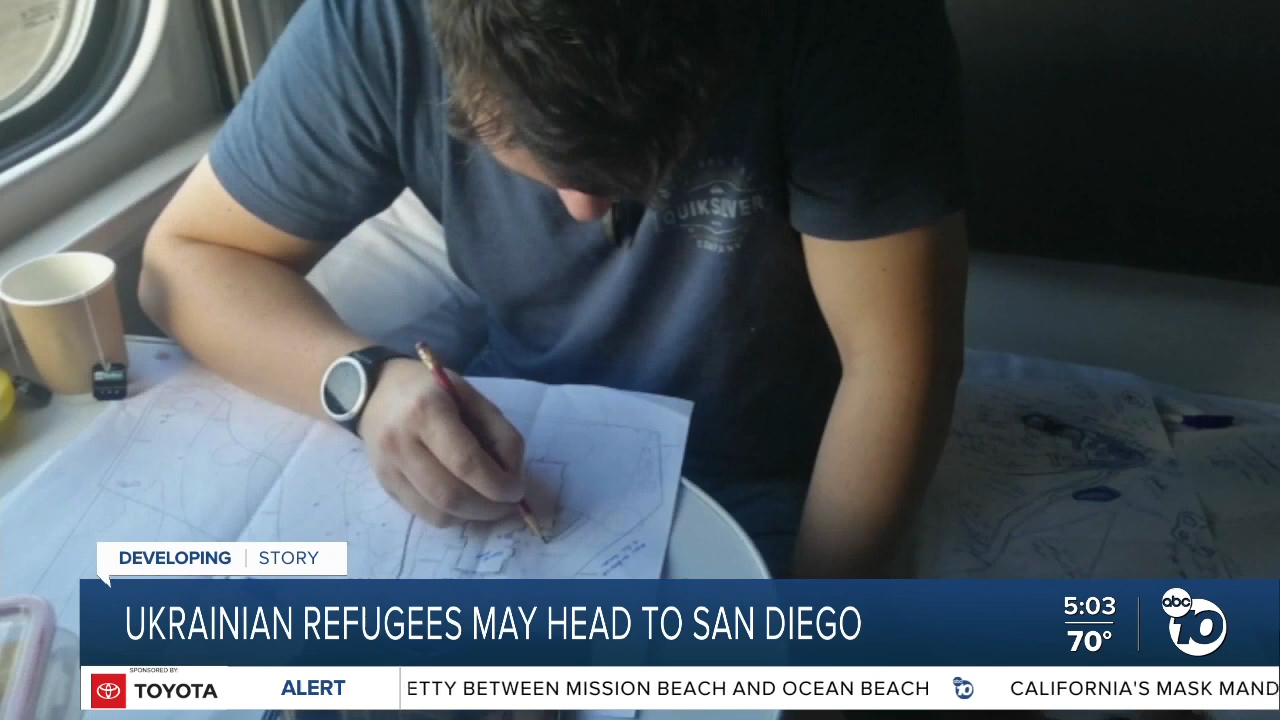 QUIKSILVER
DEVELOPING | STORY
UKRAINIAN REFUGEES MAY HEAD TO SAN DIEGO
5:03
70°
abc
10
SPONSORED BY:
TOYOTA
ALERT
ETTY BETWEEN MISSION BEACH AND OCEAN BEACH
10
CALIFORNIA'S MASK MAND